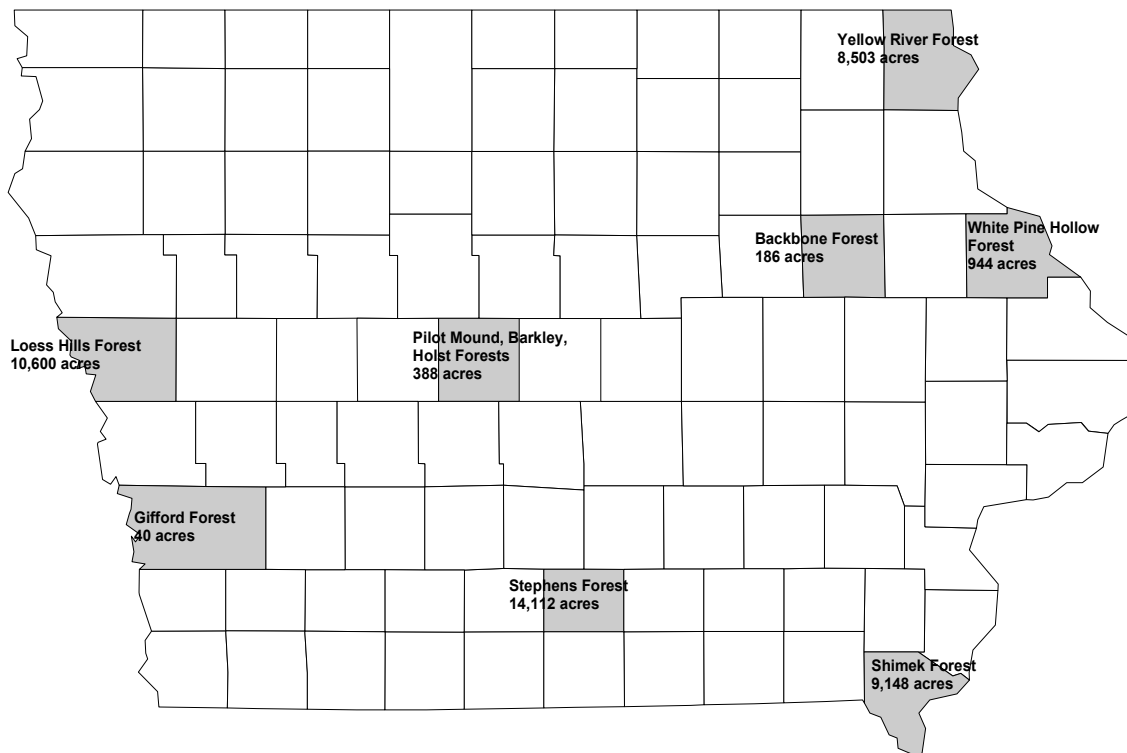 Yellow River Forest
8,503 acres
Backbone Forest
186 acres
White Pine Hollow
Forest
944 acres
Loess Hills Forest
10,600 acres
Pilot Mound, Barkley,
Holst Forests
388 acres
Gifford Forest
40 acres
Stephens Forest
14,112 acres
Shimek Forest
9,148 acres